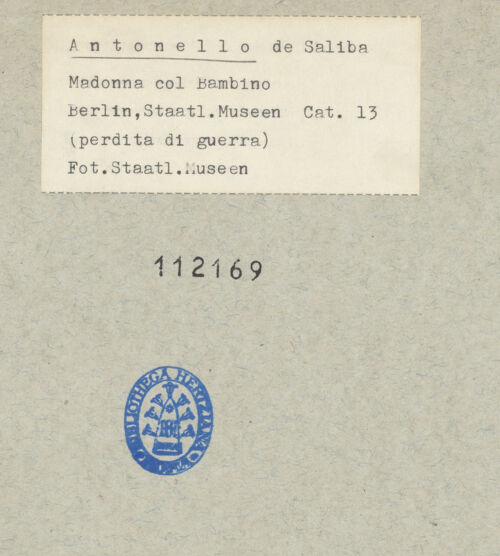 Antonello de Saliba
Madonna col Bambino
Berlin,Staatl.Museen Cat. 13
(perdita di guerra)
Fot.Staatl.Museen
112169
BIBLIOTHECA HERTZIANA